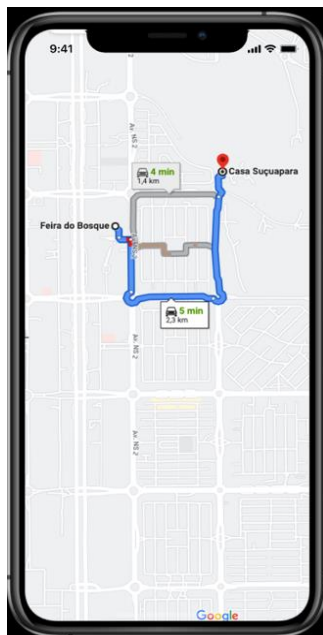 9:41
Av. NS 2
4 min
1,4 km
Casa Suçuapara
Feira do Bosque
5 min
2,3 km
Av. NS 2
Google